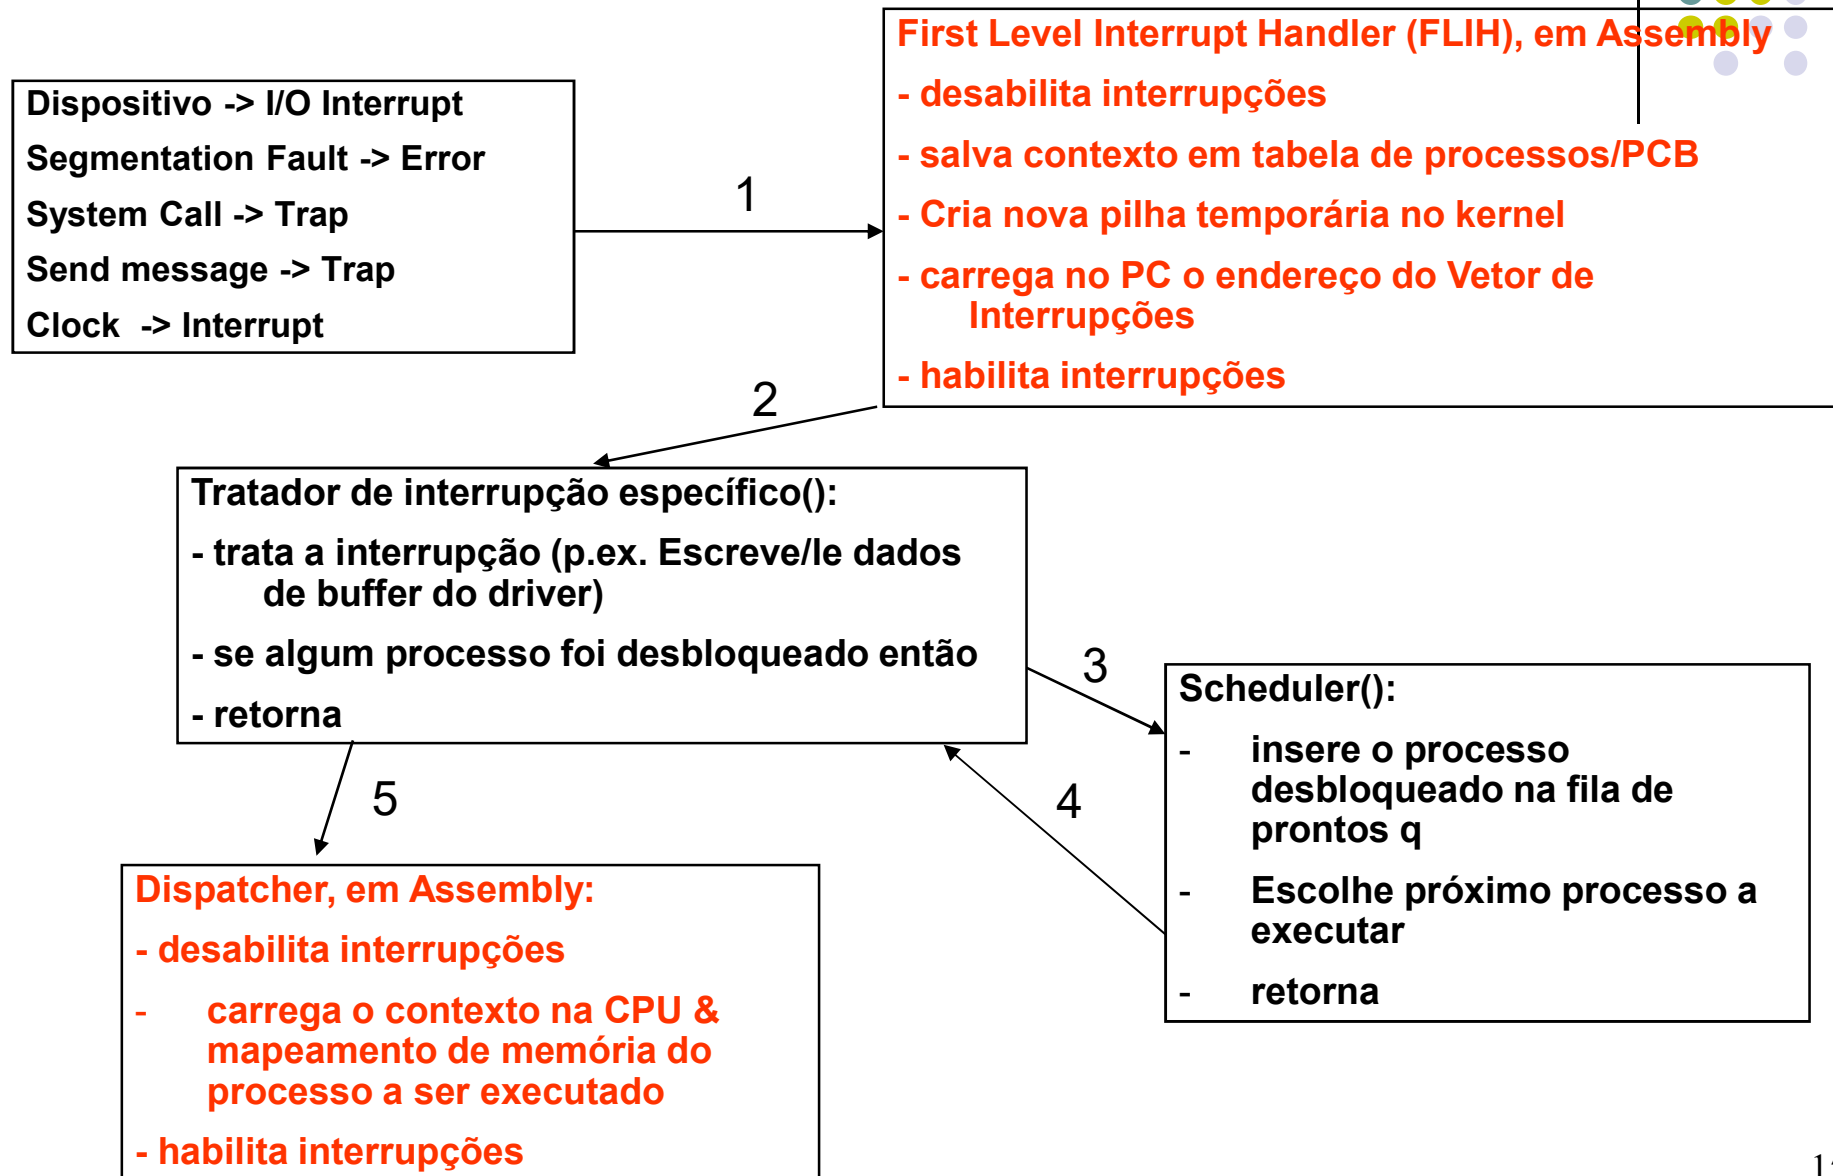 Dispositivo -> I/O Interrupt
Segmentation Fault -> Error
System Call -> Trap
Send message -> Trap
Clock -> Interrupt
1
First Level Interrupt Handler (FLIH), em Assembly
- desabilita interrupções
- salva contexto em tabela de processos/PCB
- Cria nova pilha temporária no kernel
- carrega no PC o endereço do Vetor de
Interrupções
- habilita interrupções
2
Tratador de interrupção específico():
- trata a interrupção (p.ex. Escreve/le dados
de buffer do driver)
- se algum processo foi desbloqueado então
- retorna
3
Scheduler():
- insere o processo
desbloqueado na fila de
prontos q
- Escolhe próximo processo a
executar
- retorna
4
5
Dispatcher, em Assembly:
- desabilita interrupções
- carrega o contexto na CPU &
mapeamento de memória do
processo a ser executado
- habilita interrupções